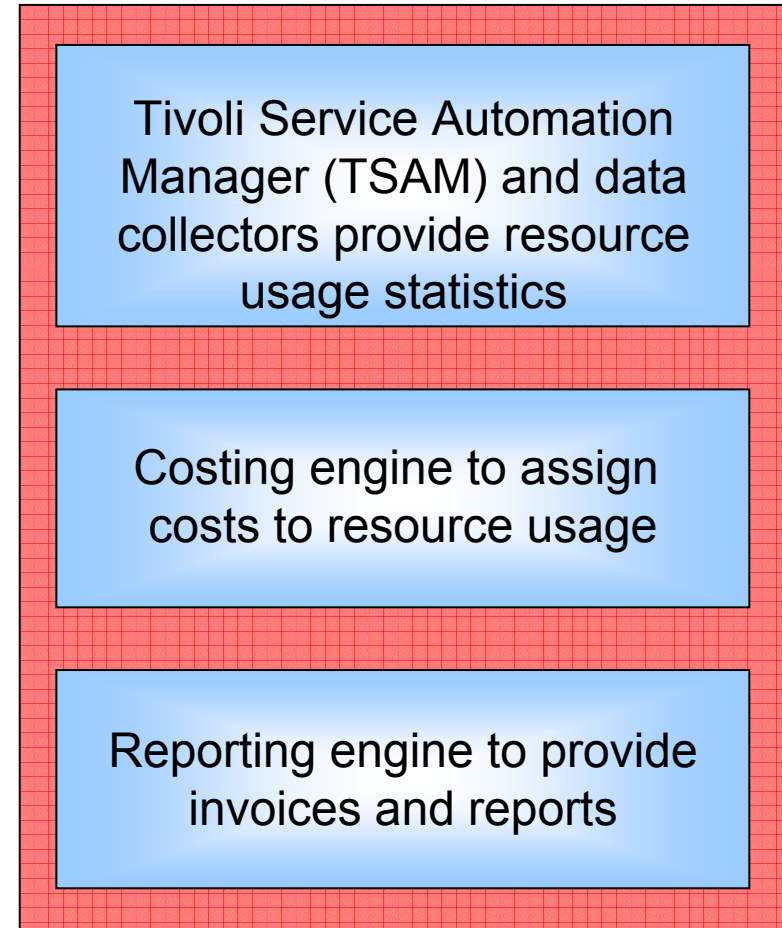 Tivoli Service Automation
Manager (TSAM) and data
collectors provide resource
usage statistics
Costing engine to assign
costs to resource usage
Reporting engine to provide
invoices and reports